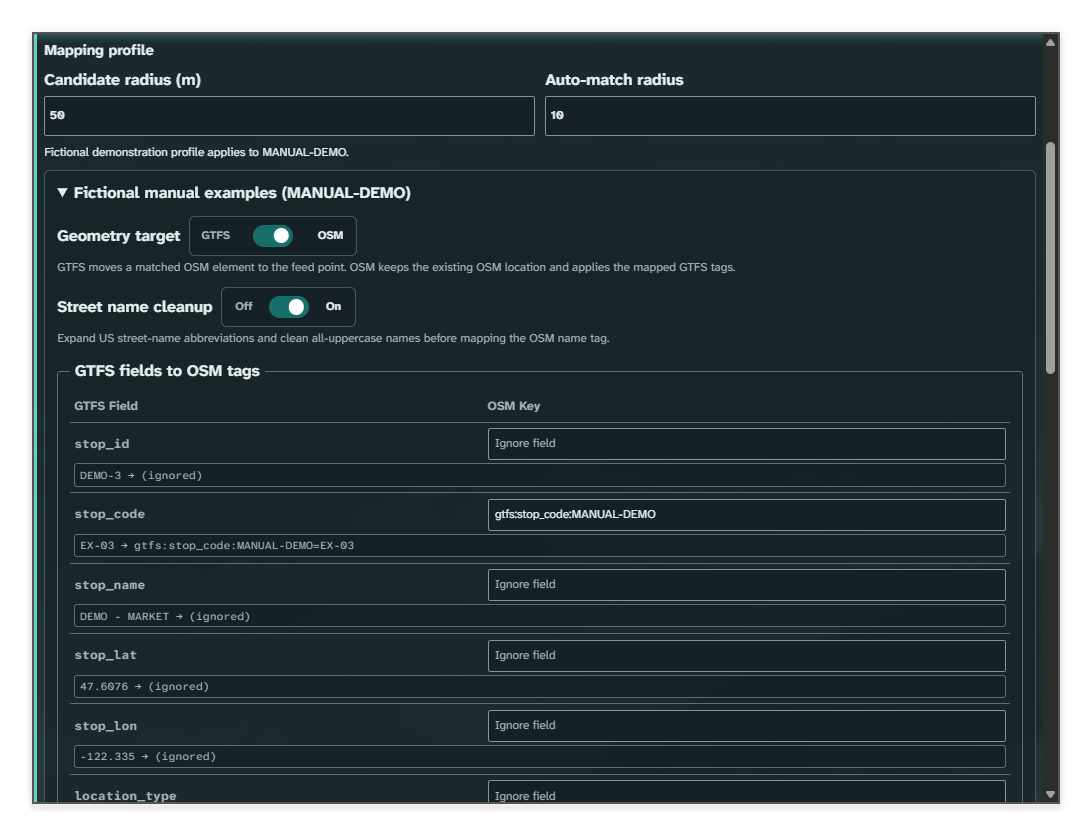 Mapping profile
Candidate radius (m) Auto-match radius
50 10
Fictional demonstration profile applies to MANUAL-DEMO.
▼ Fictional manual examples (MANUAL-DEMO)
Geometry target GTFS OSM
GTFS moves a matched OSM element to the feed point. OSM keeps the existing OSM location and applies the mapped GTFS tags.
Street name cleanup Off On
Expand US street-name abbreviations and clean all-uppercase names before mapping the OSM name tag.
GTFS fields to OSM tags
GTFS Field OSM Key
stop_id Ignore field
DEMO-3 → (ignored)
stop_code gtfs:stop_code:MANUAL-DEMO
EX-03 → gtfs:stop_code:MANUAL-DEMO=EX-03
stop_name Ignore field
DEMO - MARKET → (ignored)
stop_lat Ignore field
47.6076 → (ignored)
stop_lon Ignore field
-122.335 → (ignored)
location_type Ignore field